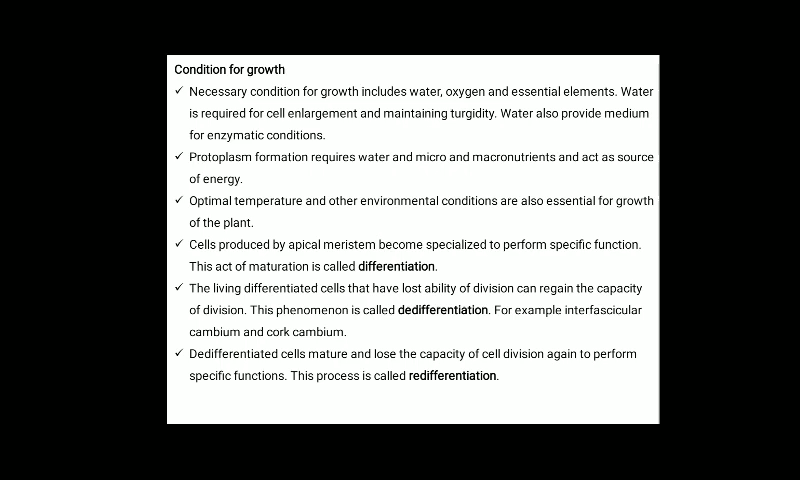 Condition for growth
✓ Necessary condition for growth includes water, oxygen and essential elements. Water
is required for cell enlargement and maintaining turgidity. Water also provide medium
for enzymatic conditions.
✓ Protoplasm formation requires water and micro and macronutrients and act as source
of energy.
✓ Optimal temperature and other environmental conditions are also essential for growth
of the plant.
✓ Cells produced by apical meristem become specialized to perform specific function.
This act of maturation is called differentiation.
✓ The living differentiated cells that have lost ability of division can regain the capacity
of division. This phenomenon is called dedifferentiation. For example interfascicular
cambium and cork cambium.
✓ Dedifferentiated cells mature and lose the capacity of cell division again to perform
specific functions. This process is called redifferentiation.